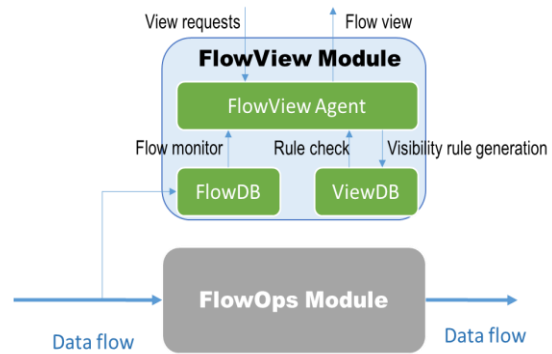 View requests
Flow view
FlowView Module
FlowView Agent
Flow monitor
Rule check
Visibility rule generation
FlowDB
ViewDB
FlowOps Module
Data flow
Data flow